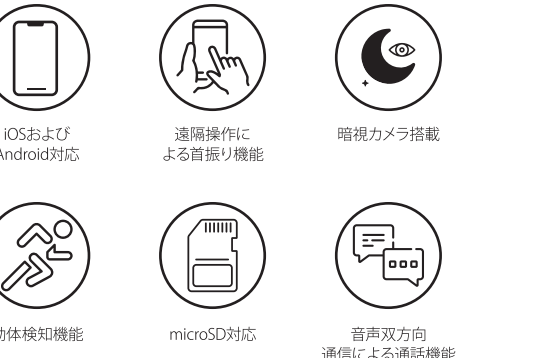 iOSおよび
Android対応
遠隔操作に
よる首振り機能
暗視カメラ搭載
動体検知機能
microSD対応
音声双方向
通信による通話機能